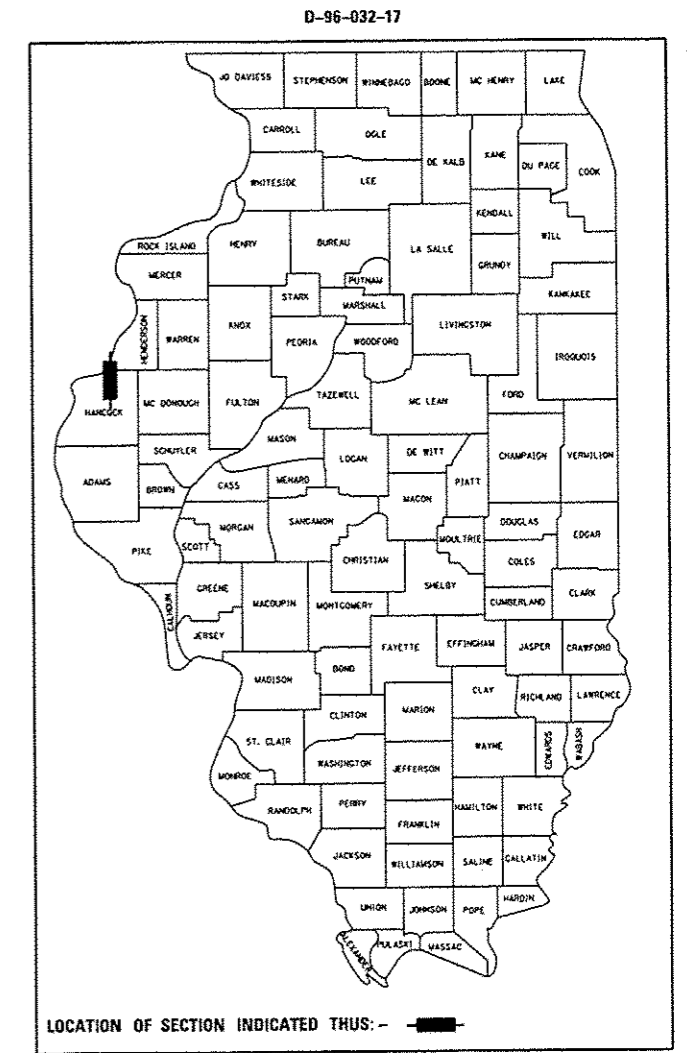 D-96-032-17
JO DAVIESS STEPHENSON WINNEBAGO BOONE MC HENRY LAKE
CARROLL OGLE DE KALB KANE DU PAGE COOK
WHITESIDE LEE KENDALL WILL
ROCK ISLAND HENRY BUREAU LA SALLE GRUNDY
MERCER PUTNAM KANKAKEE
HENDERSON WARREN KNOX STARK MARSHALL LIVINGSTON
PEORIA WOODFORD IROQUOIS
HANCOCK MC DONOUGH FULTON TAZEWELL MC LEAN FORD
SCHUYLER MASON LOGAN DE WITT CHAMPAIGN VERMILION
ADAMS BROWN CASS MENARD MACON PIATT
PIKE SCOTT MORGAN SANGAMON CHRISTIAN MOULTRIE DOUGLAS EDGAR
COLES
CALHOUN GREENE MACOUPIN MONTGOMERY SHELBY CUMBERLAND CLARK
JERSEY FAYETTE EFFINGHAM JASPER CRAWFORD
MADISON BOND CLAY RICHLAND LAWRENCE
CLINTON MARION
ST. CLAIR WAYNE EDWARDS WABASH
MONROE WASHINGTON JEFFERSON
RANDOLPH PERRY HAMILTON WHITE
FRANKLIN
JACKSON WILLIAMSON SALINE GALLATIN
UNION JOHNSON POPE HARDIN
ALEXANDER PULASKI MASSAC
LOCATION OF SECTION INDICATED THUS: -